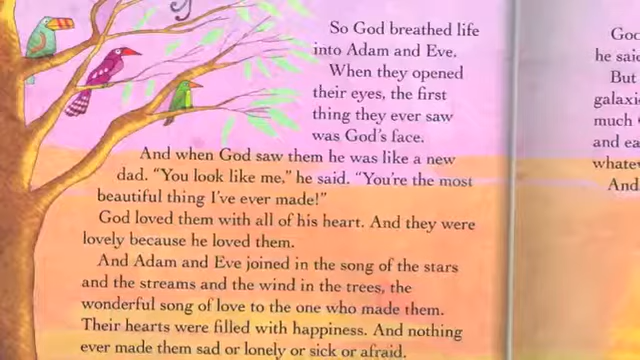 So God breathed life
into Adam and Eve.
When they opened
their eyes, the first
thing they ever saw
was God's face.
And when God saw them he was like a new
dad. "You look like me," he said. "You're the most
beautiful thing I've ever made!"
God loved them with all of his heart. And they were
lovely because he loved them.
And Adam and Eve joined in the song of the stars
and the streams and the wind in the trees, the
wonderful song of love to the one who made them.
Their hearts were filled with happiness. And nothing
ever made them sad or lonely or sick or afraid.
he
But
much
and
And